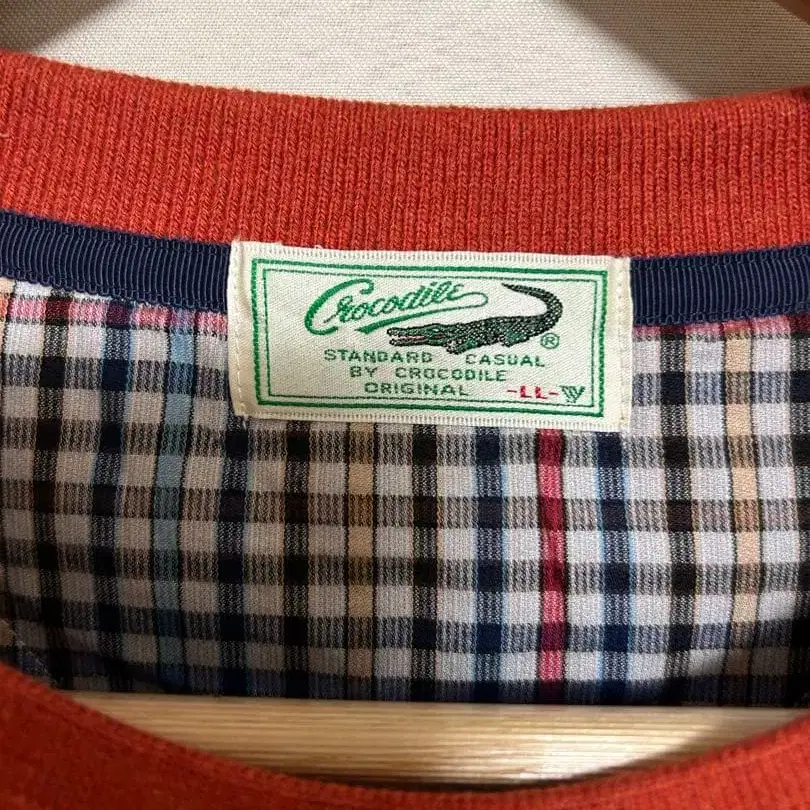 Crocodile
®
STANDARD CASUAL
BY CROCODILE
ORIGINAL -LL-